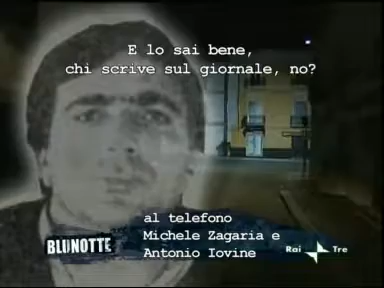 E lo sai bene,
chi scrive sul giornale, no?
al telefono
Michele Zagaria e
Antonio Iovine
BLUNOTTE
Rai Tre